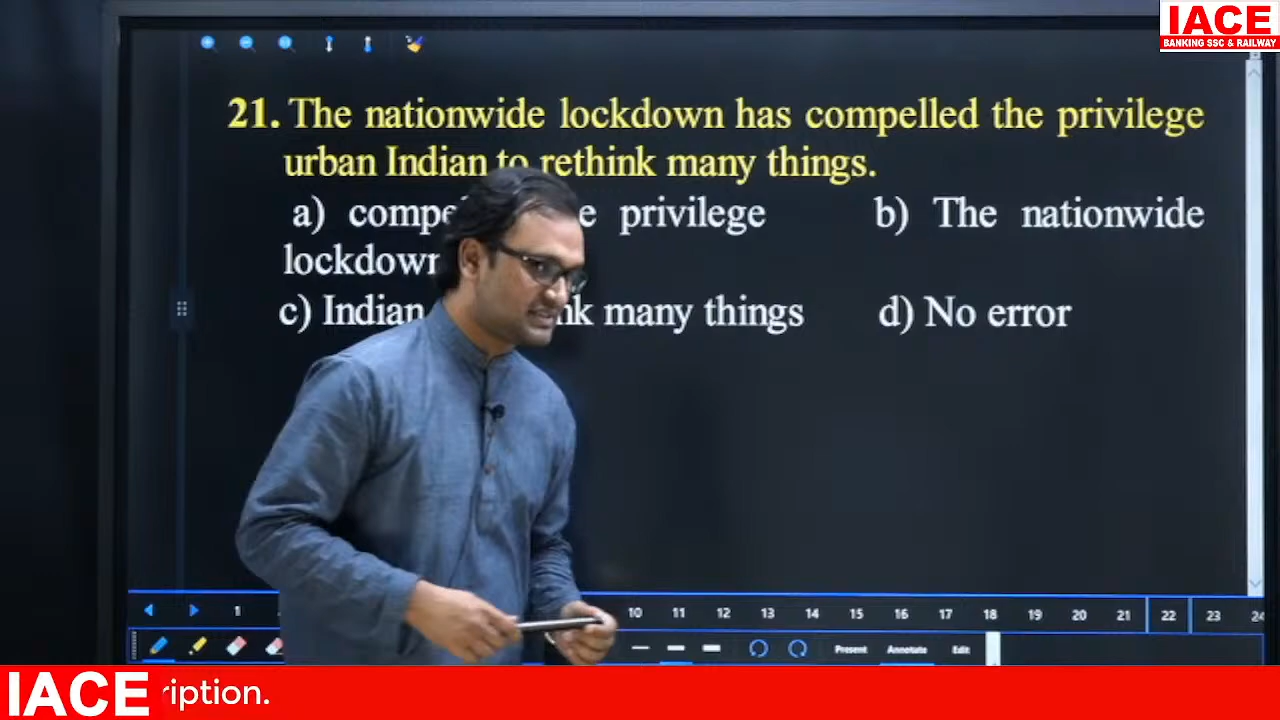 IACE
BANKING SSC & RAILWAY
21. The nationwide lockdown has compelled the privilege
urban Indian to rethink many things.
a) privilege b) The nationwide
lockdown
c) Indian many things d) No error
1 10 11 12 13 14 15 16 17 18 19 20 21 22 23 24
Present Annotate Edit
IACE ription.